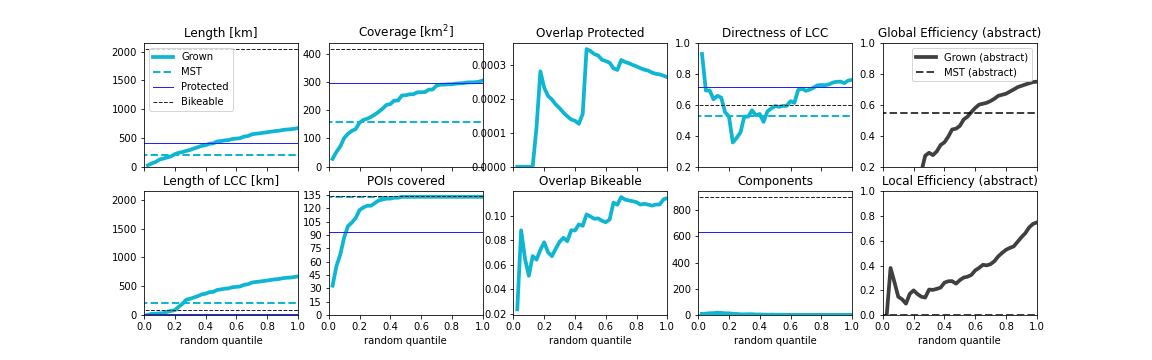 Length [km]
Coverage [km²]
Overlap Protected
Directness of LCC
Global Efficiency (abstract)
2000
1500
1000
500
0
Grown
MST
Protected
Bikeable
400
300
200
100
0
0.0003
0.0002
0.0001
0.0000
1.0
0.8
0.6
0.4
0.2
1.0
0.8
0.6
0.4
0.2
Grown (abstract)
MST (abstract)
Length of LCC [km]
POIs covered
Overlap Bikeable
Components
Local Efficiency (abstract)
2000
1500
1000
500
0
135
120
105
90
75
60
45
30
15
0
0.10
0.08
0.06
0.04
0.02
800
600
400
200
0
1.0
0.8
0.6
0.4
0.2
0.0
0.0 0.2 0.4 0.6 0.8 1.0
0.0 0.2 0.4 0.6 0.8 1.0
0.0 0.2 0.4 0.6 0.8 1.0
0.0 0.2 0.4 0.6 0.8 1.0
0.0 0.2 0.4 0.6 0.8 1.0
random quantile
random quantile
random quantile
random quantile
random quantile